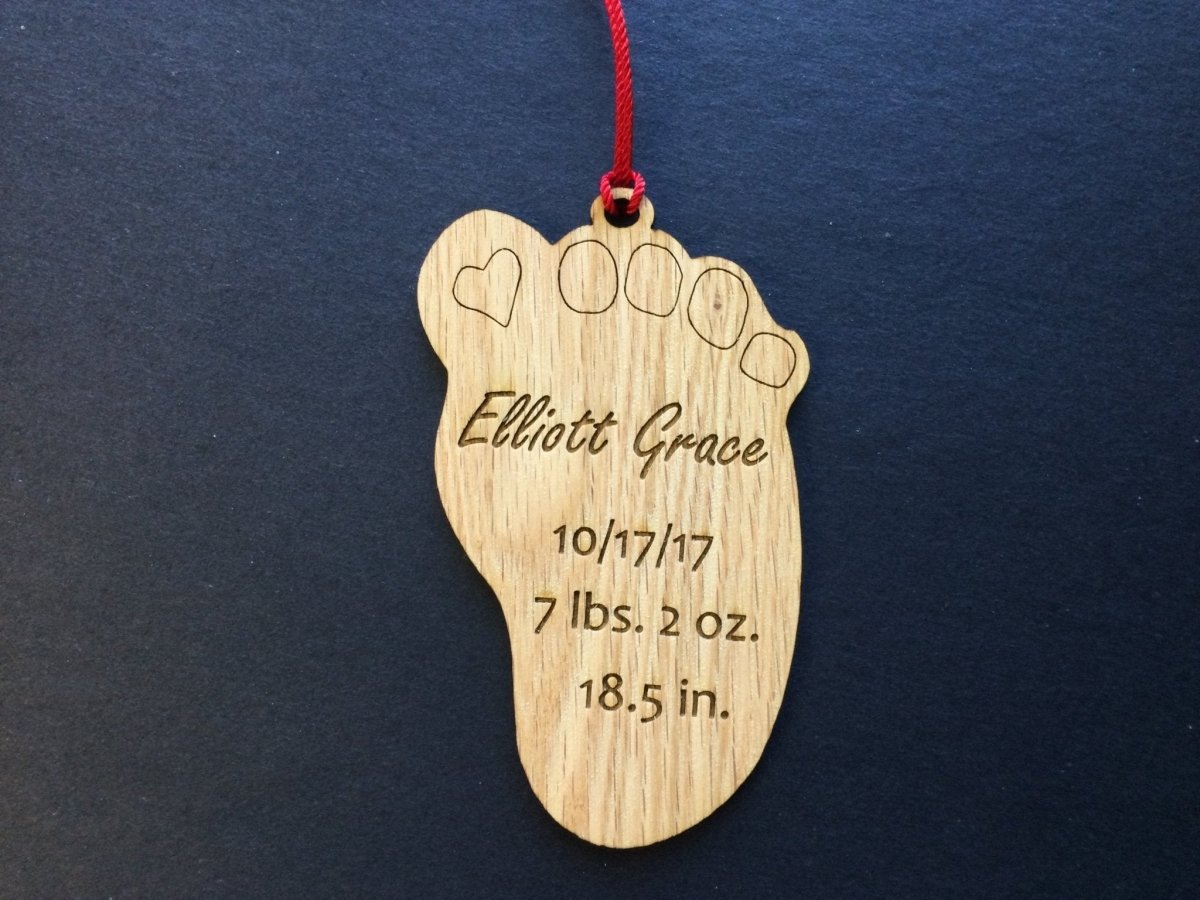 Elliott Grace
10/17/17
7 lbs. 2 oz.
18.5 in.